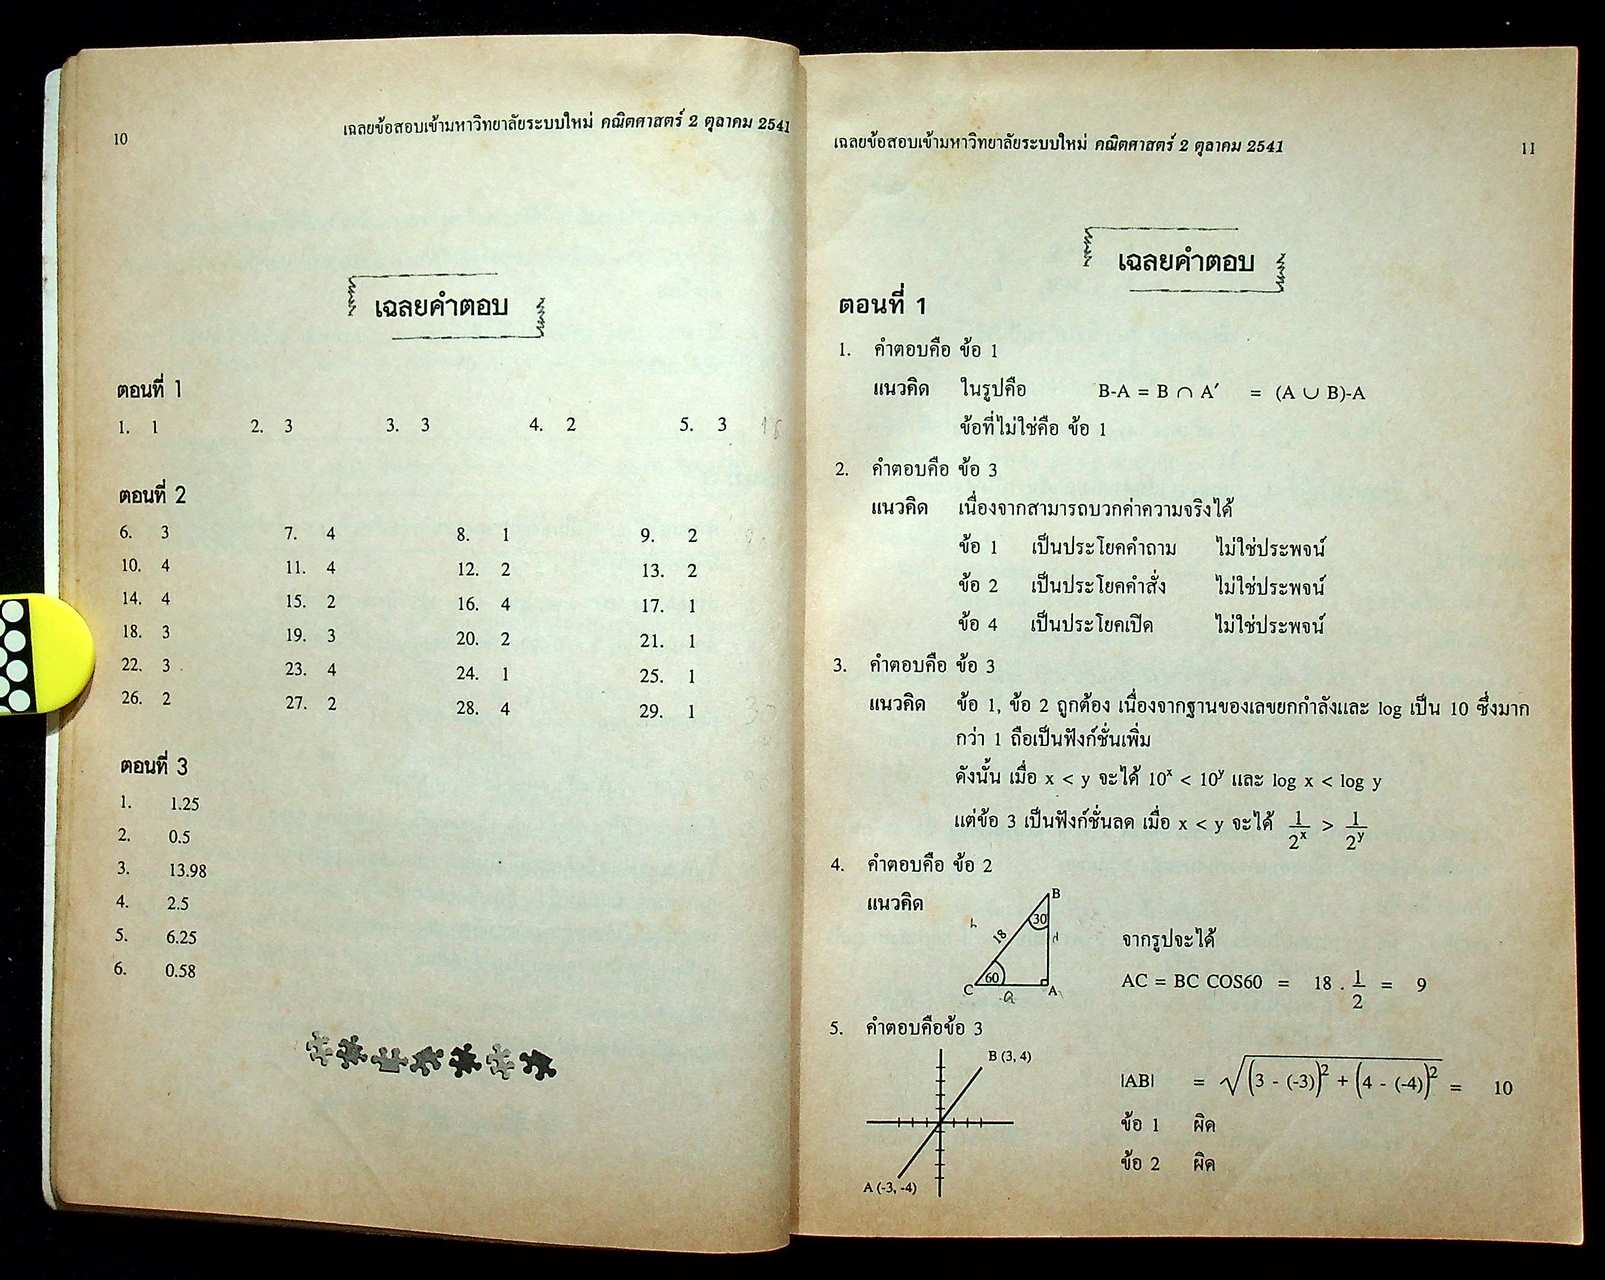 10
เฉลยข้อสอบเข้ามหาวิทยาลัยระบบใหม่ คณิตศาสตร์ 2 ตุลาคม 2541
เฉลยคำตอบ
ตอนที่ 1
1. 1 2. 3 3. 3 4. 2 5. 3
ตอนที่ 2
6. 3 7. 4 8. 1 9. 2
10. 4 11. 4 12. 2 13. 2
14. 4 15. 2 16. 4 17. 1
18. 3 19. 3 20. 2 21. 1
22. 3 23. 4 24. 1 25. 1
26. 2 27. 2 28. 4 29. 1
ตอนที่ 3
1. 1.25
2. 0.5
3. 13.98
4. 2.5
5. 6.25
6. 0.58
เฉลยข้อสอบเข้ามหาวิทยาลัยระบบใหม่ คณิตศาสตร์ 2 ตุลาคม 2541
11
เฉลยคำตอบ
ตอนที่ 1
1. คำตอบคือ ข้อ 1
แนวคิด ในรูปคือ B-A = B ∩ A′ = (A ∪ B)-A
ข้อที่ไม่ใช่คือ ข้อ 1
2. คำตอบคือ ข้อ 3
แนวคิด เนื่องจากสามารถบวกค่าความจริงได้
ข้อ 1 เป็นประโยคคำถาม ไม่ใช่ประพจน์
ข้อ 2 เป็นประโยคคำสั่ง ไม่ใช่ประพจน์
ข้อ 4 เป็นประโยคเปิด ไม่ใช่ประพจน์
3. คำตอบคือ ข้อ 3
แนวคิด ข้อ 1, ข้อ 2 ถูกต้อง เนื่องจากฐานของเลขยกกำลังและ log เป็น 10 ซึ่งมาก
กว่า 1 ถือเป็นฟังก์ชั่นเพิ่ม
ดังนั้น เมื่อ x < y จะได้ 10^x < 10^y และ log x < log y
แต่ข้อ 3 เป็นฟังก์ชั่นลด เมื่อ x < y จะได้ 1/2^x > 1/2^y
4. คำตอบคือ ข้อ 2
แนวคิด
B
30
18
60
C
A
จากรูปจะได้
AC = BC COS60 = 18 . 1/2 = 9
5. คำตอบคือข้อ 3
B (3, 4)
A (-3, -4)
|AB| = √(3 - (-3))² + (4 - (-4))² = 10
ข้อ 1 ผิด
ข้อ 2 ผิด